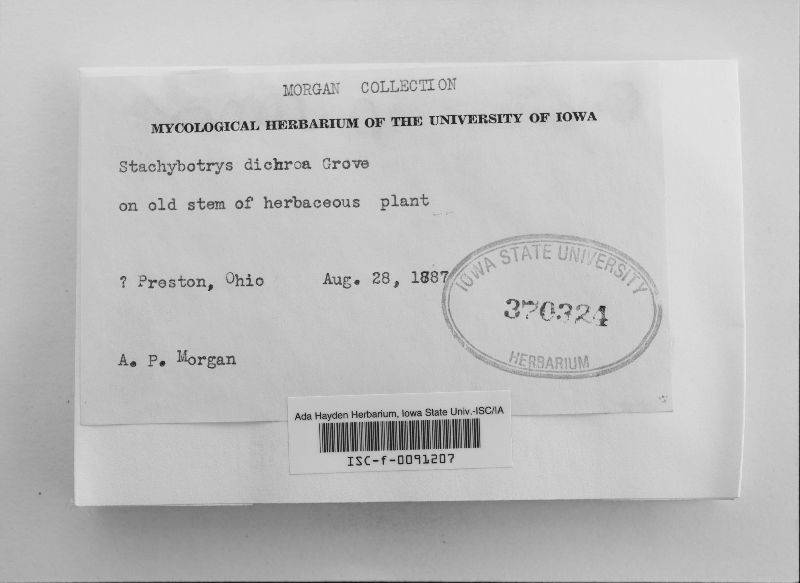 MORGAN COLLECTION
MYCOLOGICAL HERBARIUM OF THE UNIVERSITY OF IOWA
Stachybotrys dichroa Grove
on old stem of herbaceous plant
? Preston, Ohio Aug. 28, 1887
IOWA STATE UNIVERSITY
370324
HERBARIUM
A. P. Morgan
Ada Hayden Herbarium, Iowa State Univ.-ISC/IA
ISC-f-0091207